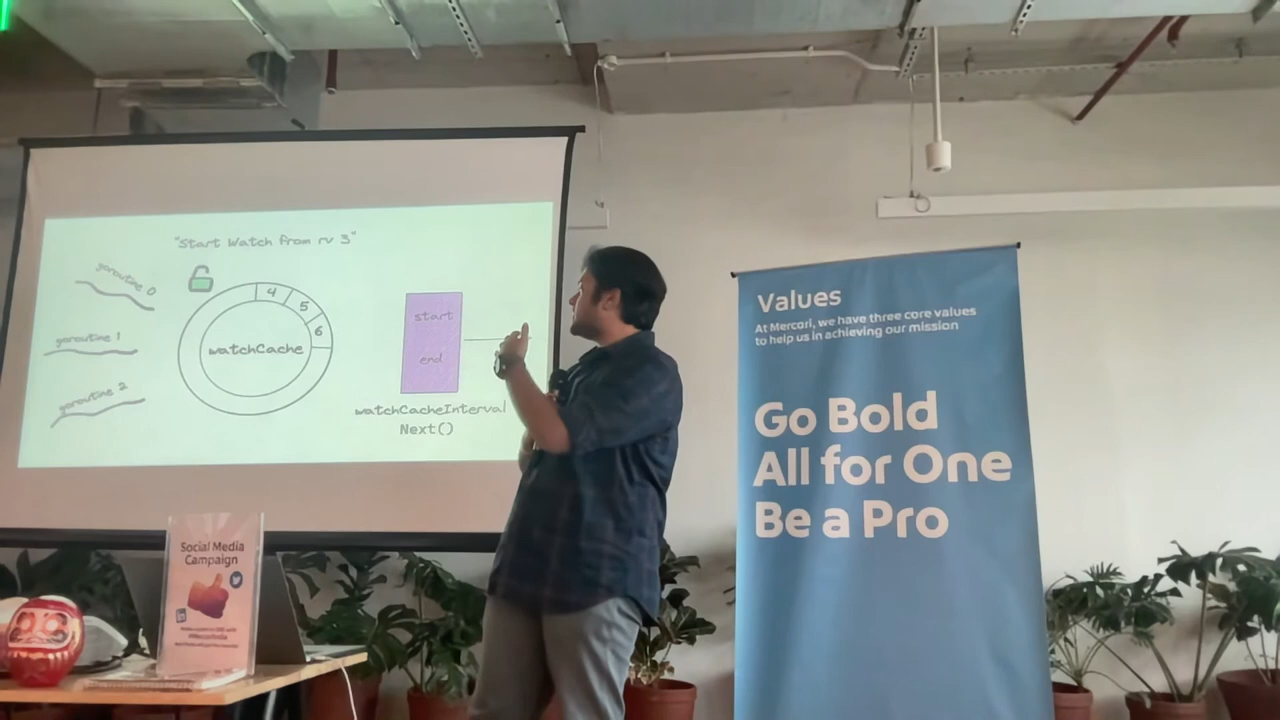 "Start Watch from rv 3"
goroutine 0
goroutine 1
goroutine 2
4
5
6
watchCache
start
end
watchCacheInterval
Next()
Values
At Mercari, we have three core values
to help us in achieving our mission
Go Bold
All for One
Be a Pro
Social Media
Campaign